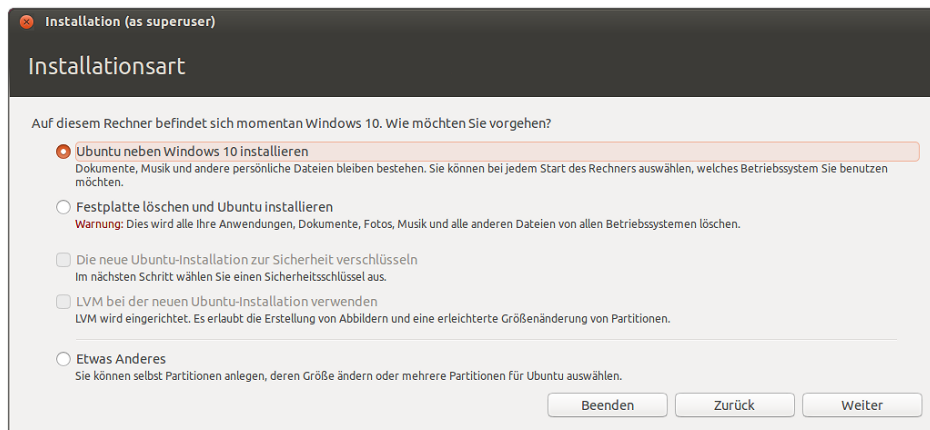 Installation (as superuser)
Installationsart
Auf diesem Rechner befindet sich momentan Windows 10. Wie möchten Sie vorgehen?
Ubuntu neben Windows 10 installieren
Dokumente, Musik und andere persönliche Dateien bleiben bestehen. Sie können bei jedem Start des Rechners auswählen, welches Betriebssystem Sie benutzen
möchten.
Festplatte löschen und Ubuntu installieren
Warnung: Dies wird alle Ihre Anwendungen, Dokumente, Fotos, Musik und alle anderen Dateien von allen Betriebssystemen löschen.
Die neue Ubuntu-Installation zur Sicherheit verschlüsseln
Im nächsten Schritt wählen Sie einen Sicherheitsschlüssel aus.
LVM bei der neuen Ubuntu-Installation verwenden
LVM wird eingerichtet. Es erlaubt die Erstellung von Abbildern und eine erleichterte Größenänderung von Partitionen.
Etwas Anderes
Sie können selbst Partitionen anlegen, deren Größe ändern oder mehrere Partitionen für Ubuntu auswählen.
Beenden Zurück Weiter